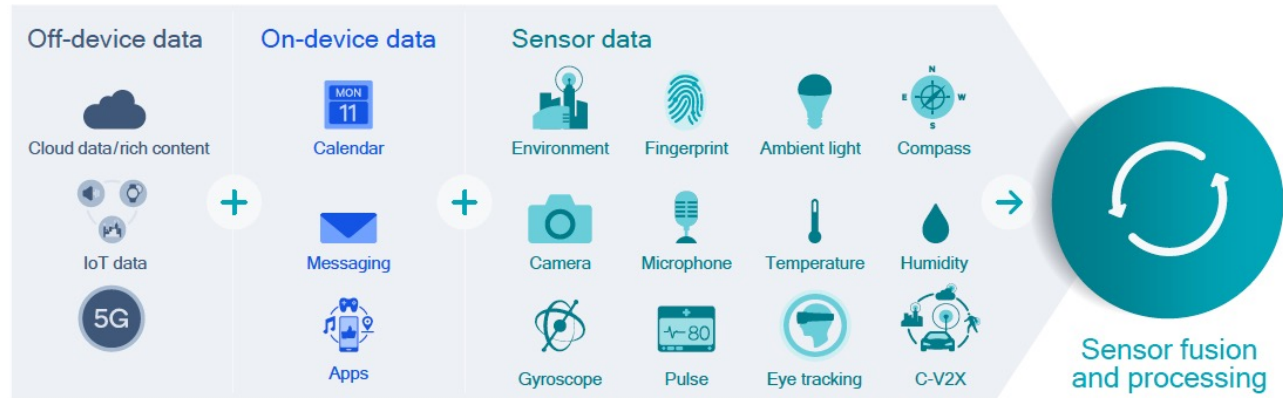 Off-device data
On-device data
Sensor data
Cloud data/rich content
IoT data
5G
MON
11
Calendar
Messaging
Apps
N
E W
S
Environment Fingerprint Ambient light Compass
Camera Microphone Temperature Humidity
80
Gyroscope Pulse Eye tracking C-V2X
Sensor fusion
and processing